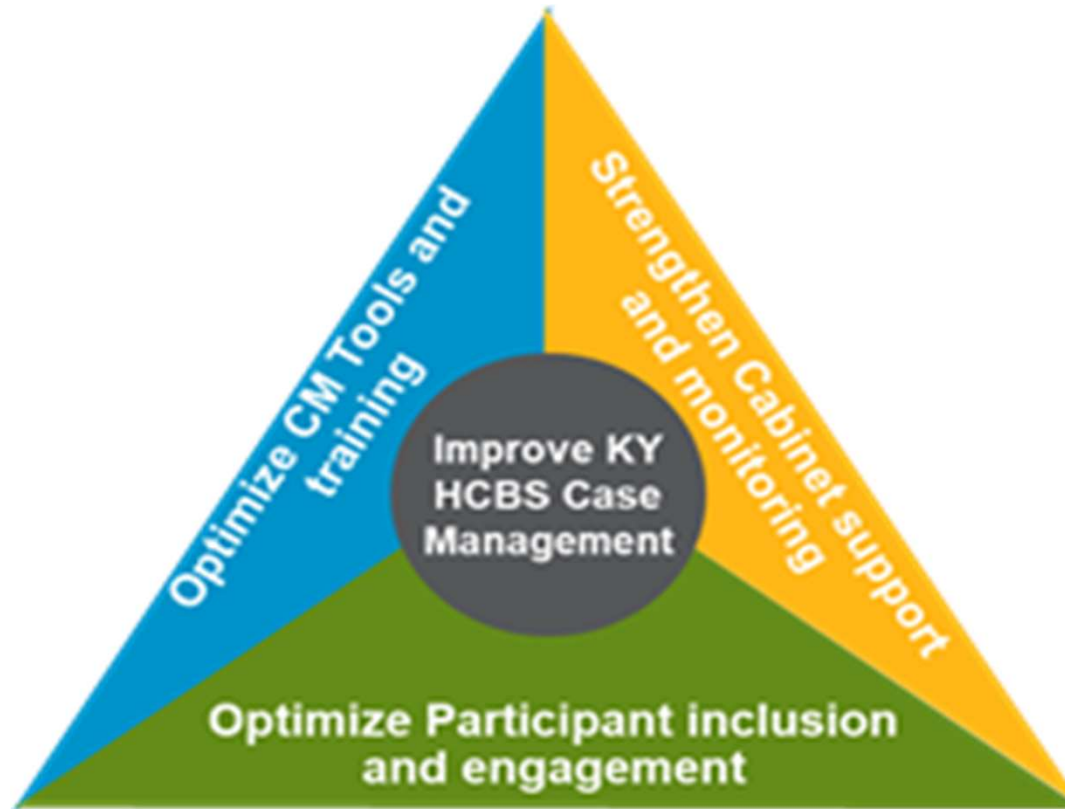 Optimize CM Tools and
training
Strengthen Cabinet support
and monitoring
Improve KY
HCBS Case
Management
Optimize Participant inclusion
and engagement